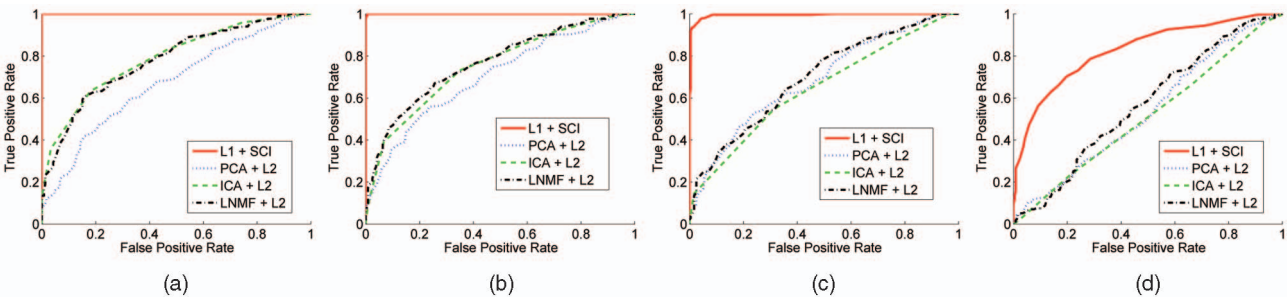 True Positive Rate
1
0.8
0.6
0.4
0.2
0
0
0.2
0.4
0.6
0.8
1
False Positive Rate
L1 + SCI
PCA + L2
ICA + L2
LNMF + L2
(a)
True Positive Rate
1
0.8
0.6
0.4
0.2
0
0
0.2
0.4
0.6
0.8
1
False Positive Rate
L1 + SCI
PCA + L2
ICA + L2
LNMF + L2
(b)
True Positive Rate
1
0.8
0.6
0.4
0.2
0
0
0.2
0.4
0.6
0.8
1
False Positive Rate
L1 + SCI
PCA + L2
ICA + L2
LNMF + L2
(c)
True Positive Rate
1
0.8
0.6
0.4
0.2
0
0
0.2
0.4
0.6
0.8
1
False Positive Rate
L1 + SCI
PCA + L2
ICA + L2
LNMF + L2
(d)